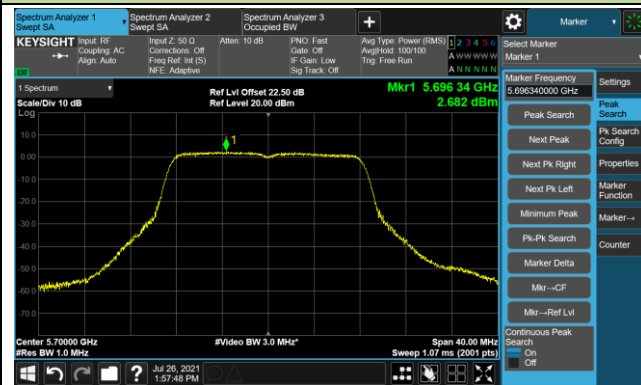 Spectrum Analyzer 1
Swept SA
Spectrum Analyzer 2
Swept SA
Spectrum Analyzer 3
Occupied BW
+
Marker
KEYSIGHT
Input: RF
Coupling: AC
Align: Auto
Input Z: 50 Ω
Corrections: Off
Freq Ref: Int (S)
NFE: Adaptive
Atten: 10 dB
PNO: Fast
Gate: Off
IF Gain: Low
Sig Track: Off
Avg Type: Power (RMS)
Avg|Hold: 100/100
Trig: Free Run
1 2 3 4 5 6
A W W W W W
A N N N N N
Select Marker
Marker 1
1 Spectrum
Scale/Div 10 dB
Log
Ref Lvl Offset 22.50 dB
Ref Level 20.00 dBm
Mkr1 5.696 34 GHz
2.682 dBm
10.0
0.00
-10.0
-20.0
-30.0
-40.0
-50.0
-60.0
-70.0
1
Center 5.70000 GHz
#Res BW 1.0 MHz
#Video BW 3.0 MHz*
Span 40.00 MHz
Sweep 1.07 ms (2001 pts)
Marker Frequency
5.696340000 GHz
Peak Search
Next Peak
Next Pk Right
Next Pk Left
Minimum Peak
Pk-Pk Search
Marker Delta
Mkr→CF
Mkr→Ref Lvl
Continuous Peak
Search
On
Off
Settings
Peak
Search
Pk Search
Config
Properties
Marker
Function
Marker→
Counter
?
Jul 26, 2021
1:57:48 PM